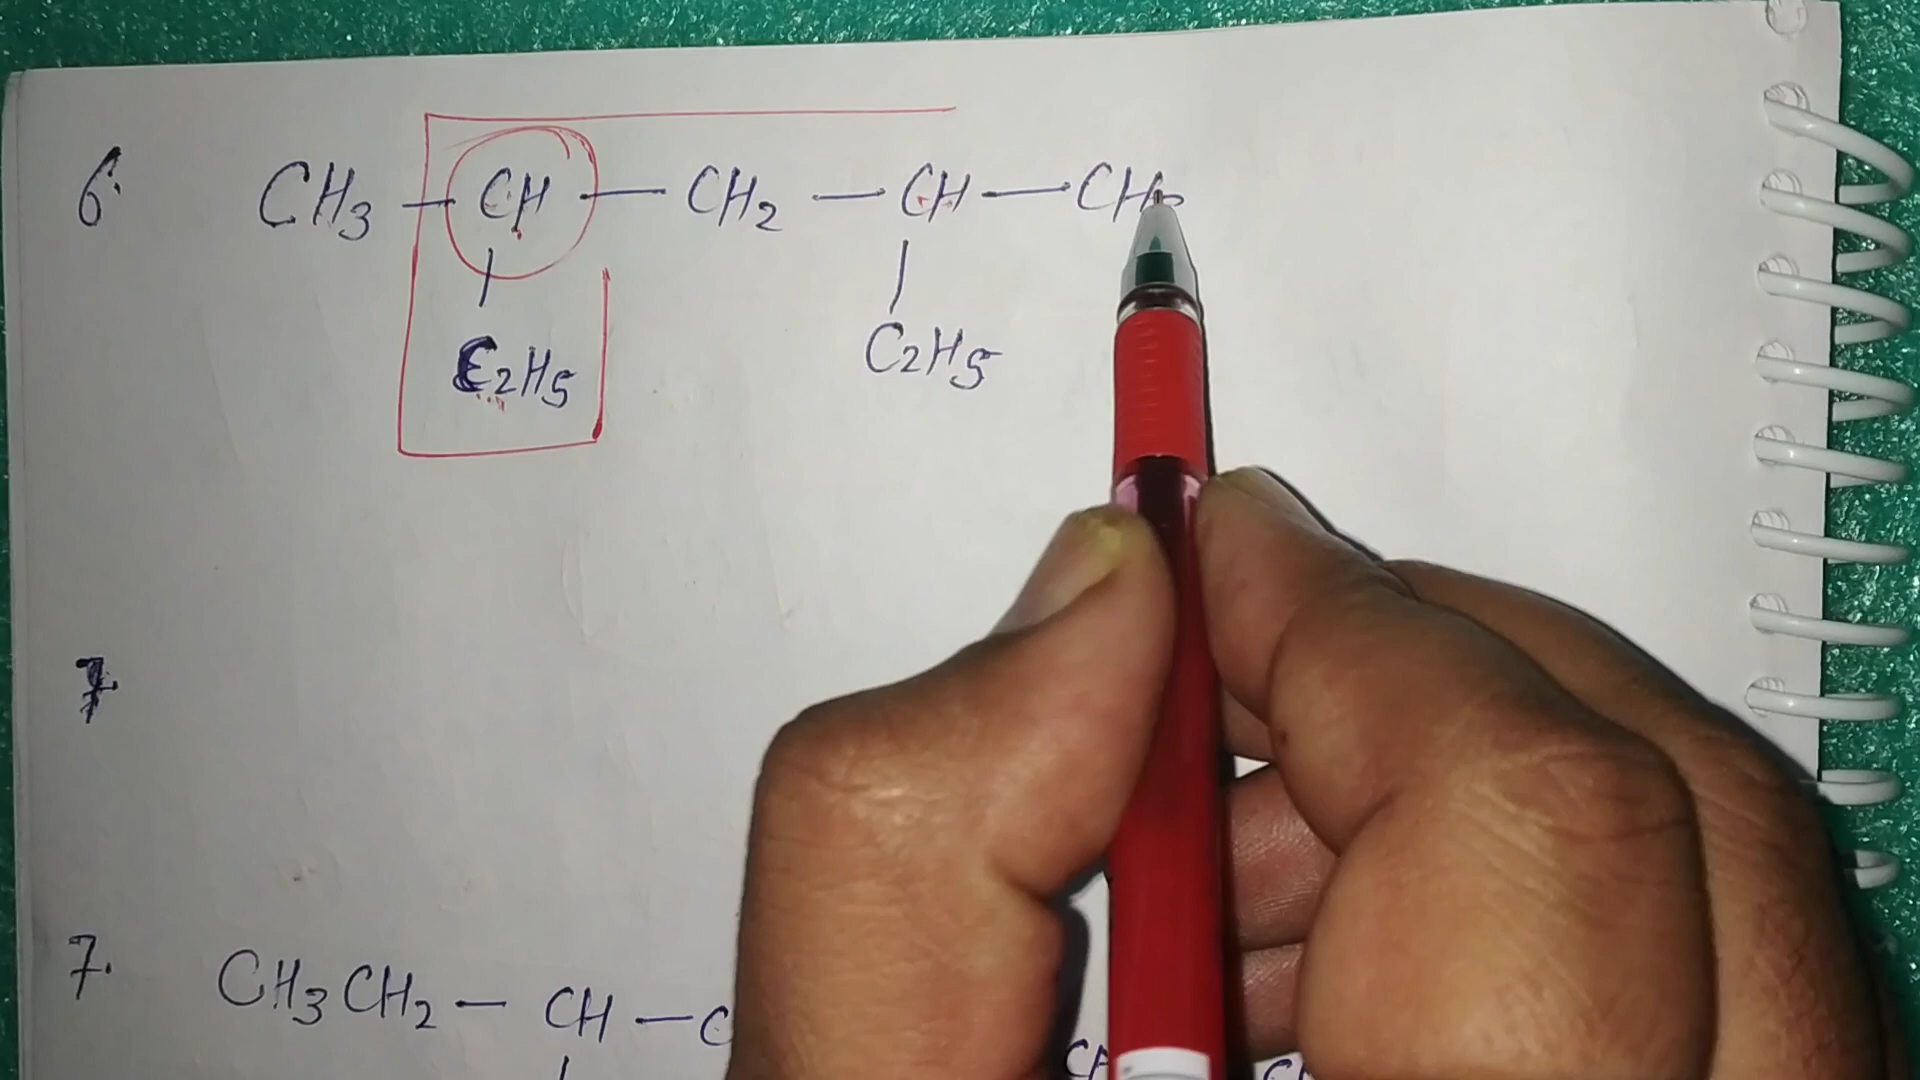 6. CH3 — CH — CH2 — CH — CH3
| |
C2H5 C2H5
7.
7. CH3CH2 — CH — C